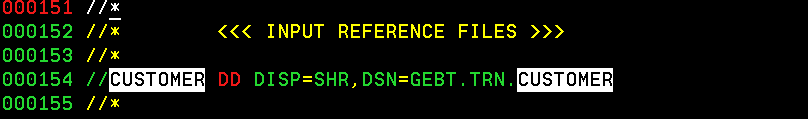 000151 //*
000152 //*        <<< INPUT REFERENCE FILES >>>
000153 //*
000154 //CUSTOMER DD DISP=SHR,DSN=GEBT.TRN.CUSTOMER
000155 //*